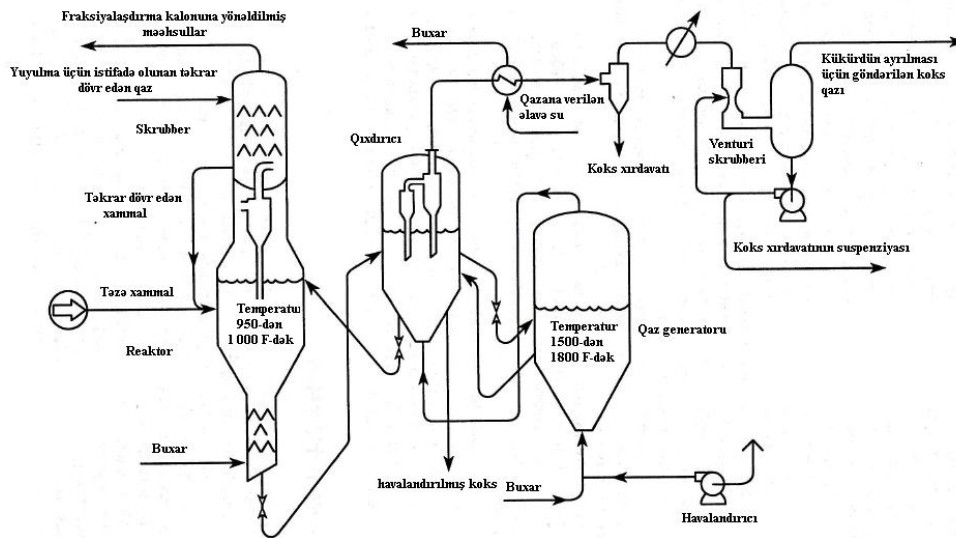 Fraksiyalaşdırma kalonuna yönəldilmiş
məəhsullar
Yuyulma üçün istifadə olunan təkrar
dövr edən qaz
Skrubber
Təkrar dövr edən
xammal
Təzə xammal
Reaktor
Temperatur
950-dən
1 000 F-dək
Buxar
Buxar
Qazana verilən
əlavə su
Qıxdırıcı
Koks xırdavatı
Kükürdün ayrılması
üçün göndərilən koks
qazı
Venturi
skrubberi
Koks xırdavatının suspenziyası
Temperatur
1500-dən
1800 F-dək
Qaz generatoru
havalandırılmış koks
Buxar
Havalandırıcı